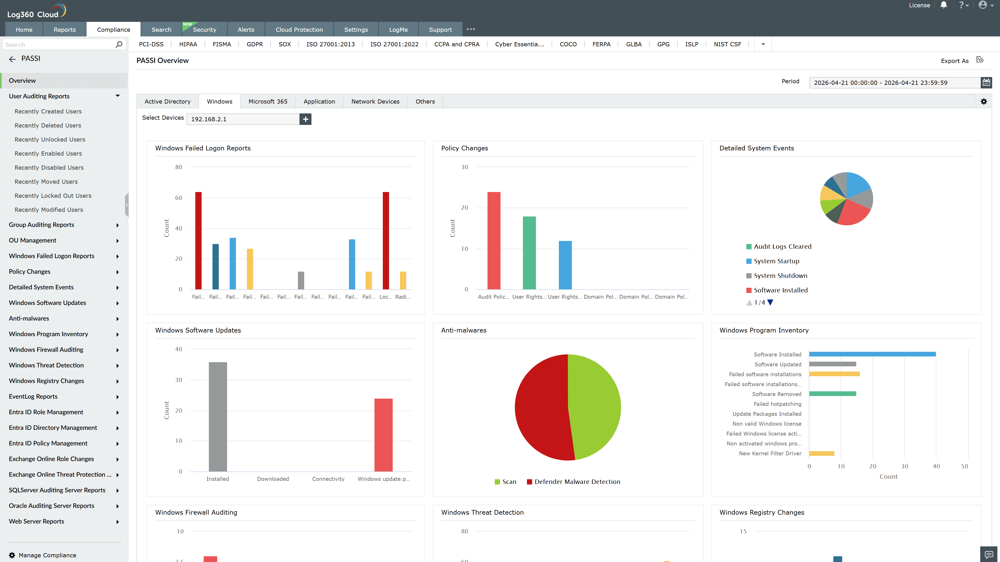 License
?
Log360 Cloud
Home
Reports
Compliance
Search
NEW
Security
Alerts
Cloud Protection
Settings
LogMe
Support
Search
PCI-DSS
HIPAA
FISMA
GDPR
SOX
ISO 27001:2013
ISO 27001:2022
CCPA and CPRA
Cyber Essentia...
COCO
FERPA
GLBA
GPG
ISLP
NIST CSF
PASSI
Overview
User Auditing Reports
Recently Created Users
Recently Deleted Users
Recently Unlocked Users
Recently Enabled Users
Recently Disabled Users
Recently Moved Users
Recently Locked Out Users
Recently Modified Users
Group Auditing Reports
OU Management
Windows Failed Logon Reports
Policy Changes
Detailed System Events
Windows Software Updates
Anti-malwares
Windows Program Inventory
Windows Firewall Auditing
Windows Threat Detection
Windows Registry Changes
EventLog Reports
Entra ID Role Management
Entra ID Directory Management
Entra ID Policy Management
Exchange Online Role Changes
Exchange Online Threat Protection ...
SQLServer Auditing Server Reports
Oracle Auditing Server Reports
Web Server Reports
Manage Compliance
PASSI Overview
Export As
Period
2026-04-21 00:00:00 - 2026-04-21 23:59:59
Active Directory
Windows
Microsoft 365
Application
Network Devices
Others
Select Devices
192.168.2.1
Windows Failed Logon Reports
80
60
40
20
0
Count
Fail... Fail... Fail... Fail... Fail... Fail... Fail... Fail... Fail... Fail... Fail... Loc... Radi...
Policy Changes
30
20
10
0
Count
Audit Polic... User Rights... User Rights... Domain Pol... Domain Pol... Domain Pol...
Detailed System Events
Audit Logs Cleared
System Startup
System Shutdown
Software Installed
1/4
Windows Software Updates
40
30
20
10
0
Count
Installed
Downloaded
Connectivity
Windows update p...
Anti-malwares
Scan
Defender Malware Detection
Windows Program Inventory
Software Installed
Software Updated
Failed software installations
Failed software installations...
Software Removed
Failed hotpatching
Update Packages Installed
Non valid Windows license
Failed Windows license acti...
Non activated windows pro...
New Kernel Filter Driver
0 10 20 30 40 50
Count
Windows Firewall Auditing
10
7.5
Windows Threat Detection
80
60
Windows Registry Changes
15